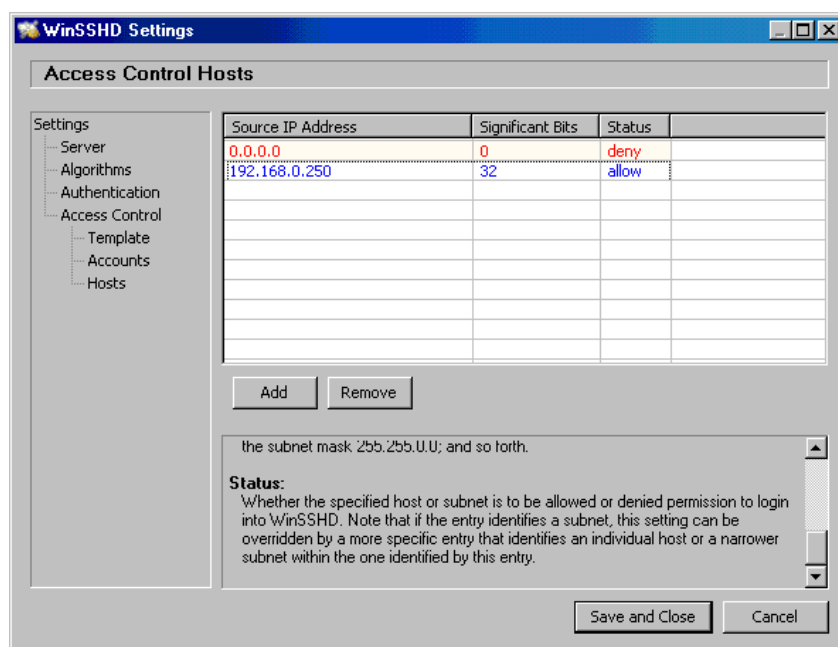 WinSSHD Settings
Access Control Hosts
Settings
Server
Algorithms
Authentication
Access Control
Template
Accounts
Hosts
Source IP Address Significant Bits Status
0.0.0.0 0 deny
192.168.0.250 32 allow
Add Remove
the subnet mask 255.255.0.0; and so forth.
Status:
Whether the specified host or subnet is to be allowed or denied permission to login
into WinSSHD. Note that if the entry identifies a subnet, this setting can be
overridden by a more specific entry that identifies an individual host or a narrower
subnet within the one identified by this entry.
Save and Close Cancel